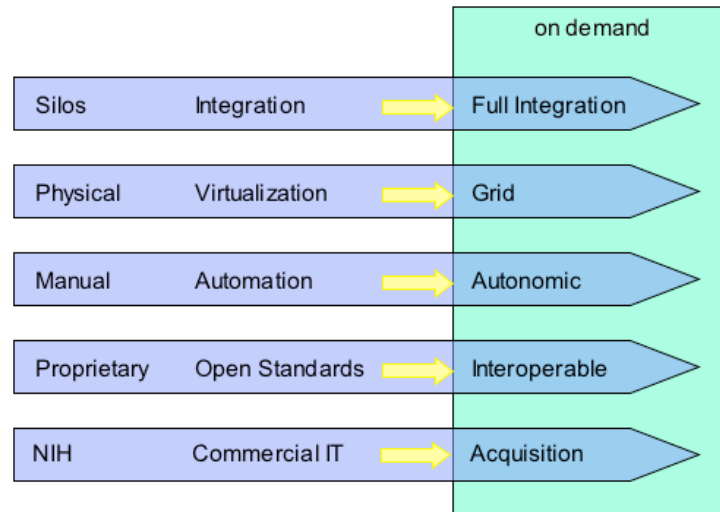 on demand
Silos Integration Full Integration
Physical Virtualization Grid
Manual Automation Autonomic
Proprietary Open Standards Interoperable
NIH Commercial IT Acquisition